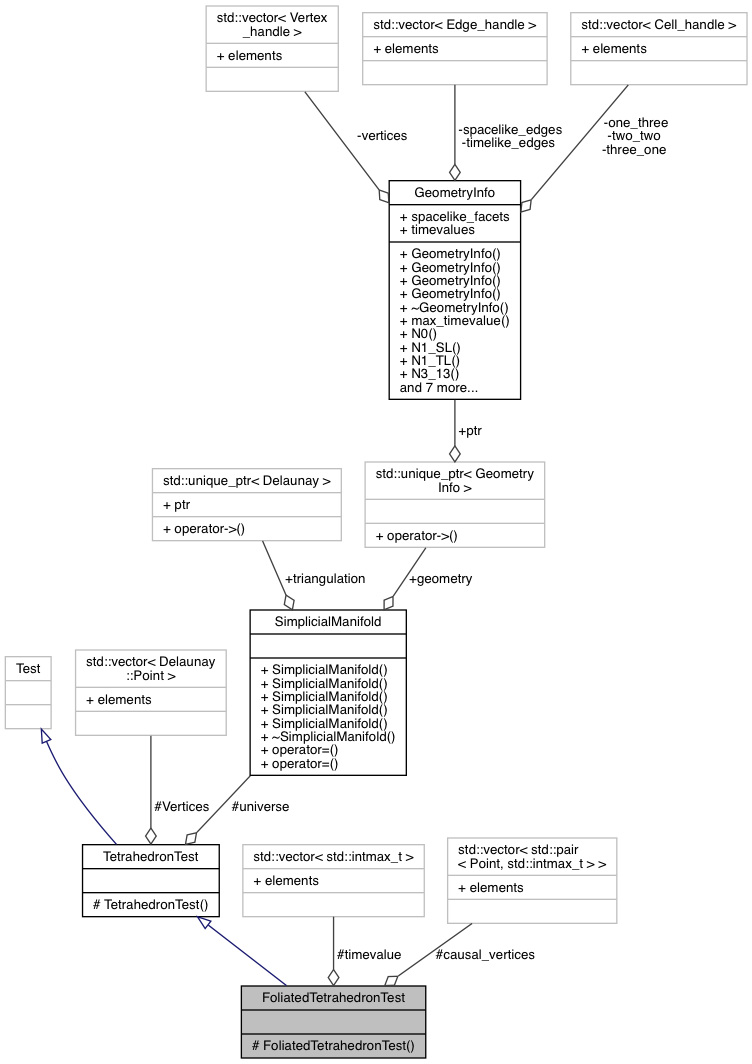 std::vector< Vertex
_handle >
+ elements
std::vector< Edge_handle >
+ elements
std::vector< Cell_handle >
+ elements
-vertices
-spacelike_edges
-timelike_edges
-one_three
-two_two
-three_one
GeometryInfo
+ spacelike_facets
+ timevalues
+ GeometryInfo()
+ GeometryInfo()
+ GeometryInfo()
+ GeometryInfo()
+ ~GeometryInfo()
+ max_timevalue()
+ N0()
+ N1_SL()
+ N1_TL()
+ N3_13()
and 7 more...
+ptr
std::unique_ptr< Delaunay >
+ ptr
+ operator->()
std::unique_ptr< Geometry
Info >
+ operator->()
+triangulation
+geometry
SimplicialManifold
+ SimplicialManifold()
+ SimplicialManifold()
+ SimplicialManifold()
+ SimplicialManifold()
+ SimplicialManifold()
+ ~SimplicialManifold()
+ operator=()
+ operator=()
Test
std::vector< Delaunay
::Point >
+ elements
#Vertices
#universe
TetrahedronTest
# TetrahedronTest()
std::vector< std::intmax_t >
+ elements
std::vector< std::pair
< Point, std::intmax_t > >
+ elements
#timevalue
#causal_vertices
FoliatedTetrahedronTest
# FoliatedTetrahedronTest()